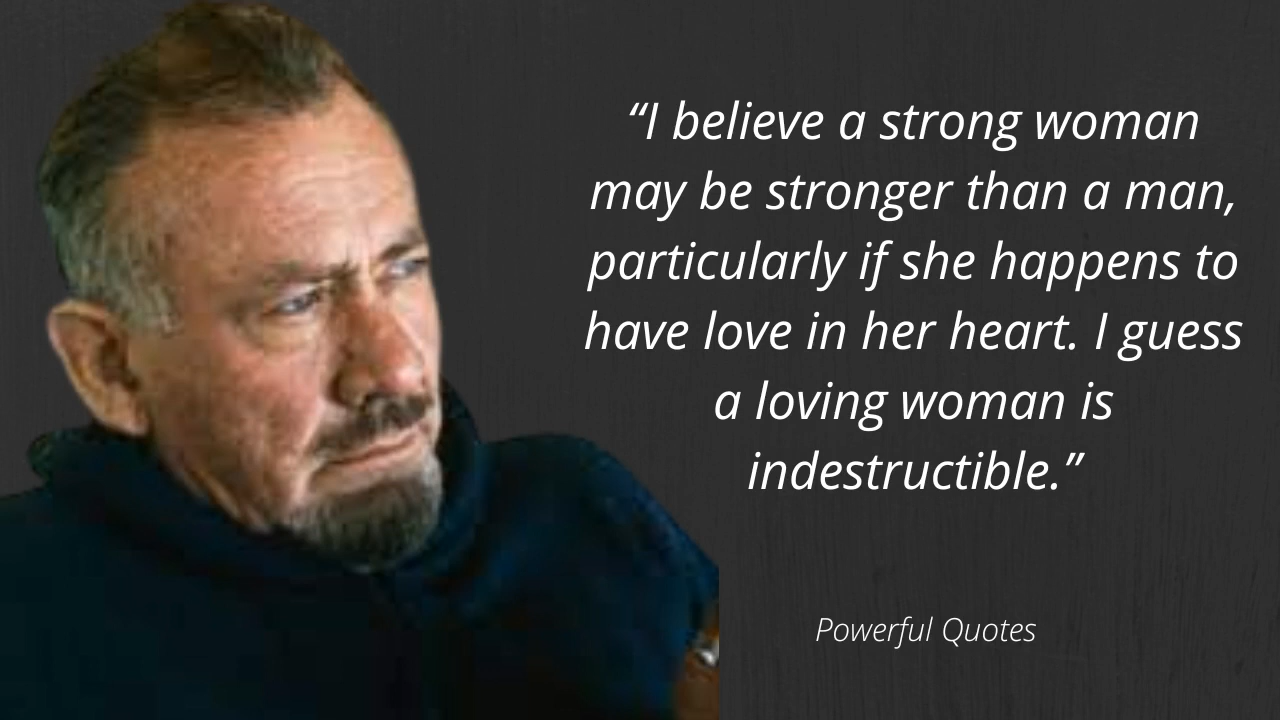 “I believe a strong woman
may be stronger than a man,
particularly if she happens to
have love in her heart. I guess
a loving woman is
indestructible.”
Powerful Quotes